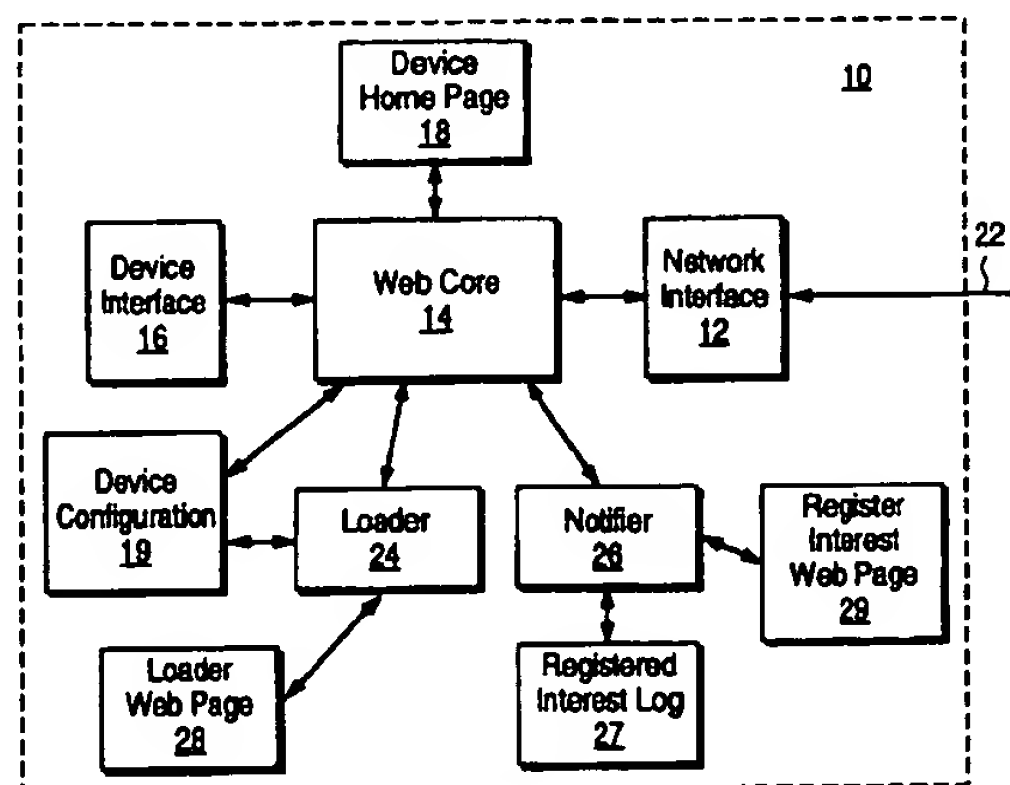 Device
Home Page
18
10
Device
Interface
16
Web Core
14
Network
Interface
12
22
Device
Configuration
19
Loader
24
Notifier
26
Register
Interest
Web Page
29
Loader
Web Page
28
Registered
Interest Log
27